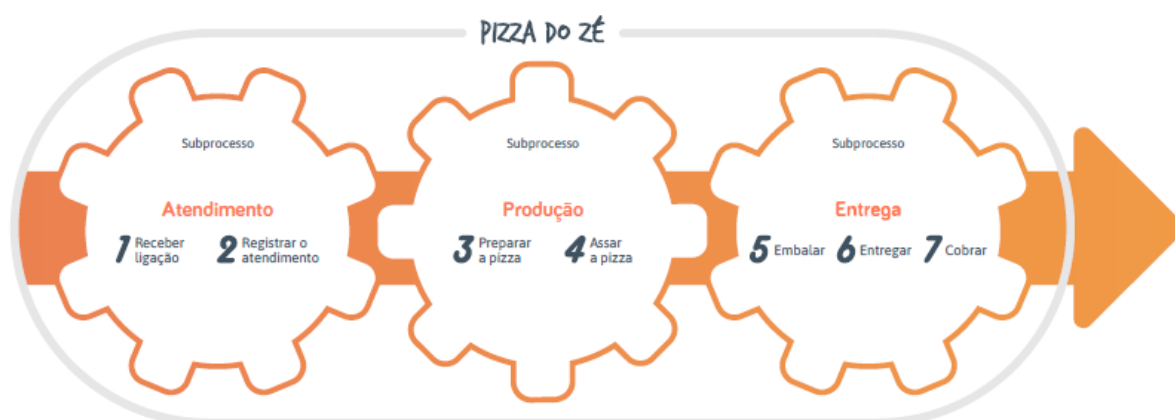 PIZZA DO ZÉ
Subprocesso
Atendimento
1 Receber
ligação
2 Registrar o
atendimento
Subprocesso
Produção
3 Preparar
a pizza
4 Assar
a pizza
Subprocesso
Entrega
5 Embalar
6 Entregar
7 Cobrar